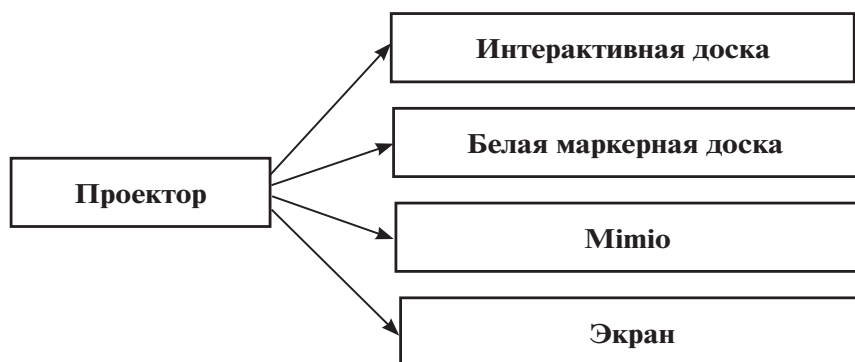 Интерактивная доска
Белая маркерная доска
Проектор
Mimio
Экран